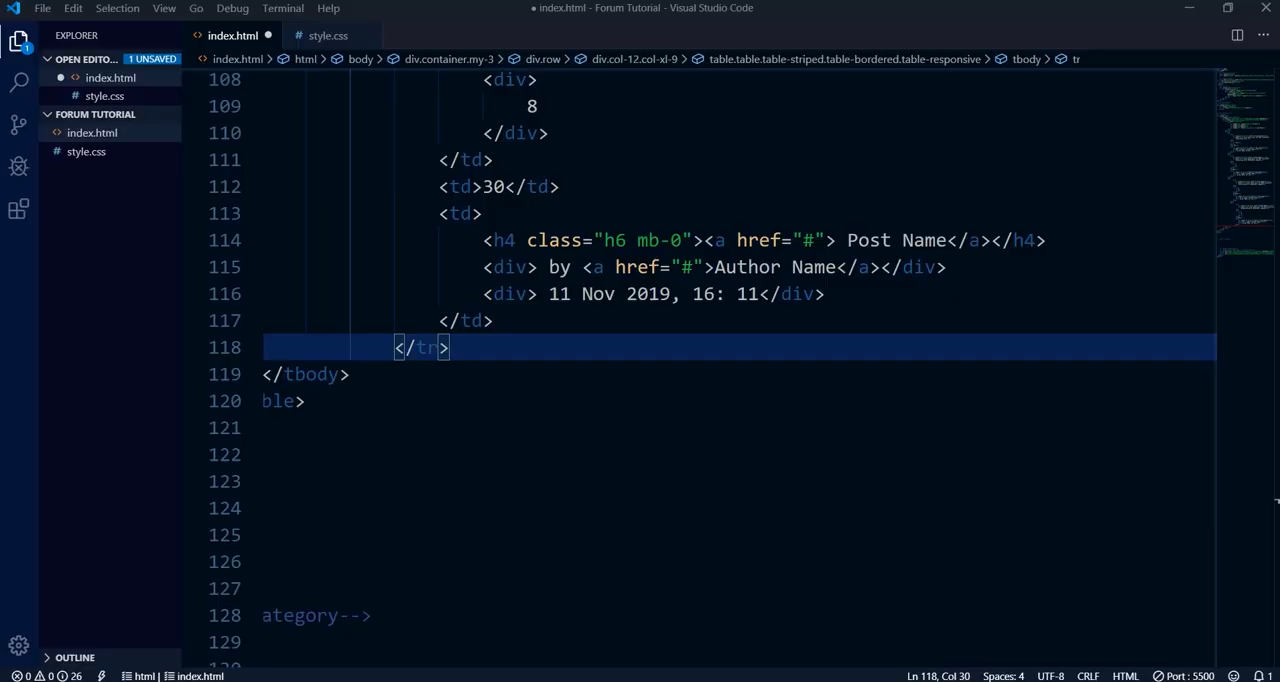 File Edit Selection View Go Debug Terminal Help ● index.html - Forum Tutorial - Visual Studio Code
EXPLORER <> index.html ● # style.css
OPEN EDITO... 1 UNSAVED <> index.html > html > body > div.container.my-3 > div.row > div.col-12.col-xl-9 > table.table.table-striped.table-bordered.table-responsive > tbody > tr
● <> index.html
# style.css
FORUM TUTORIAL
<> index.html
# style.css
108 <div>
109 8
110 </div>
111 </td>
112 <td>30</td>
113 <td>
114 <h4 class="h6 mb-0"><a href="#"> Post Name</a></h4>
115 <div> by <a href="#">Author Name</a></div>
116 <div> 11 Nov 2019, 16: 11</div>
117 </td>
118 </tr>
119 </tbody>
120 ble>
121
122
123
124
125
126
127
128 ategory-->
129
OUTLINE
0 0 26 html | index.html Ln 118, Col 30 Spaces: 4 UTF-8 CRLF HTML Port : 5500 1